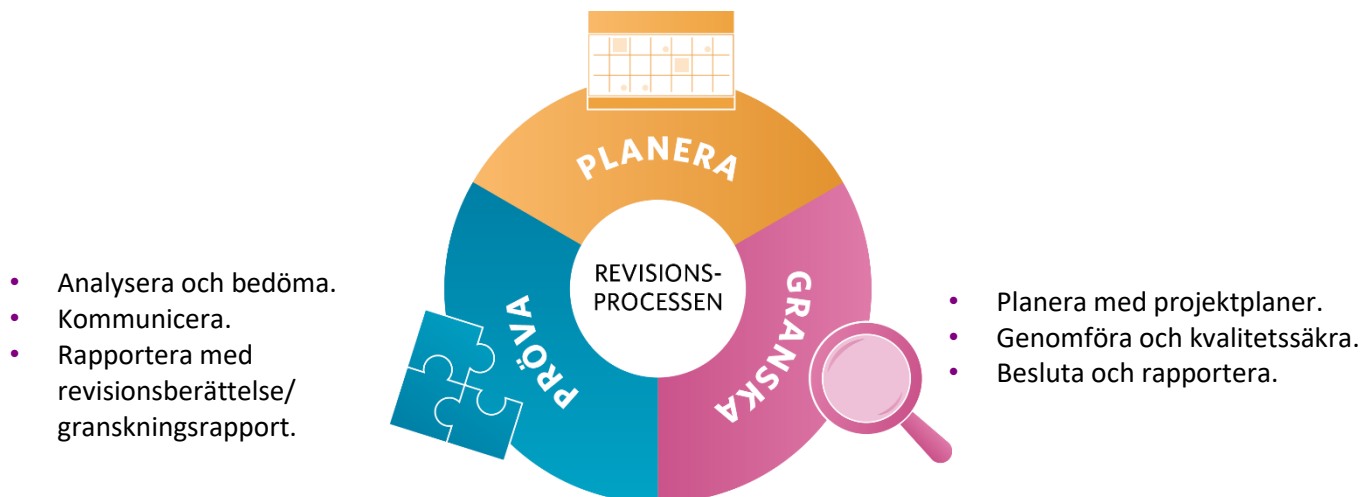 PLANERA
REVISIONS-
PROCESSEN
GRANSKA
PRÖVA
• Analysera och bedöma.
• Kommunicera.
• Rapportera med
revisionsberättelse/
granskningsrapport.
• Planera med projektplaner.
• Genomföra och kvalitetssäkra.
• Besluta och rapportera.